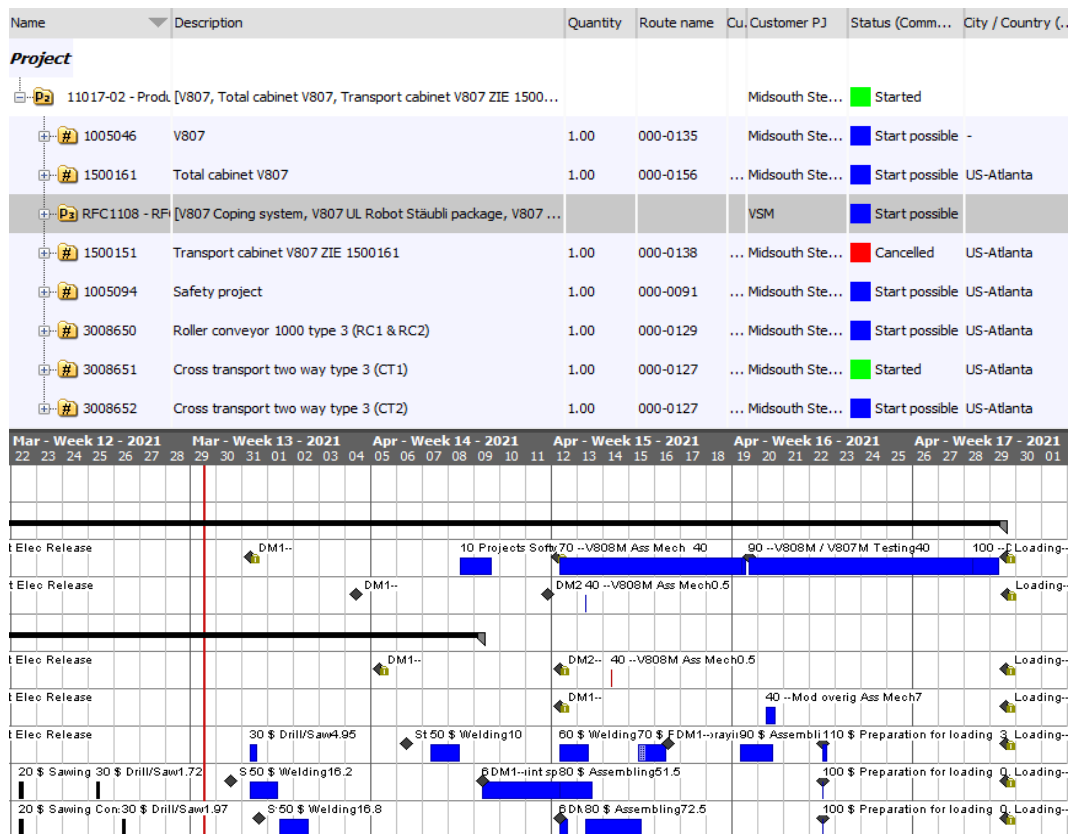 Name Description Quantity Route name Cu. Customer PJ Status (Comm... City / Country (..
Project
11017-02 - Produ [V807, Total cabinet V807, Transport cabinet V807 ZIE 1500... Midsouth Ste... Started
1005046 V807 1.00 000-0135 Midsouth Ste... Start possible -
1500161 Total cabinet V807 1.00 000-0156 ... Midsouth Ste... Start possible US-Atlanta
RFC1108 - RF [V807 Coping system, V807 UL Robot Stäubli package, V807 ... VSM Start possible
1500151 Transport cabinet V807 ZIE 1500161 1.00 000-0138 ... Midsouth Ste... Cancelled US-Atlanta
1005094 Safety project 1.00 000-0091 ... Midsouth Ste... Start possible US-Atlanta
3008650 Roller conveyor 1000 type 3 (RC1 & RC2) 1.00 000-0129 ... Midsouth Ste... Start possible US-Atlanta
3008651 Cross transport two way type 3 (CT1) 1.00 000-0127 ... Midsouth Ste... Started US-Atlanta
3008652 Cross transport two way type 3 (CT2) 1.00 000-0127 ... Midsouth Ste... Start possible US-Atlanta
Mar - Week 12 - 2021 Mar - Week 13 - 2021 Apr - Week 14 - 2021 Apr - Week 15 - 2021 Apr - Week 16 - 2021 Apr - Week 17 - 2021
22 23 24 25 26 27 28 29 30 31 01 02 03 04 05 06 07 08 09 10 11 12 13 14 15 16 17 18 19 20 21 22 23 24 25 26 27 28 29 30 01
t Elec Release DM1-- 10 Projects Softv 70 --V808M Ass Mech 40 90 --V808M / V807M Testing40 100 -- Loading--
t Elec Release DM1-- DM2 40 --V808M Ass Mech0.5 Loading--
t Elec Release DM1-- DM2-- 40 --V808M Ass Mech0.5 Loading--
t Elec Release DM1-- 40 --Mod overig Ass Mech7 Loading--
t Elec Release 30 $ Drill/Saw4.95 St 50 $ Welding10 60 $ Welding 70 $ F DM1-- 90 $ Assembli 110 $ Preparation for loading 3 Loading--
20 $ Sawing 30 $ Drill/Saw1.72 S 50 $ Welding16.2 DM1-- 80 $ Assembling51.5 100 $ Preparation for loading 0. Loading--
20 $ Sawing Con: 30 $ Drill/Saw1.97 S 50 $ Welding16.8 80 $ Assembling72.5 100 $ Preparation for loading 0. Loading--